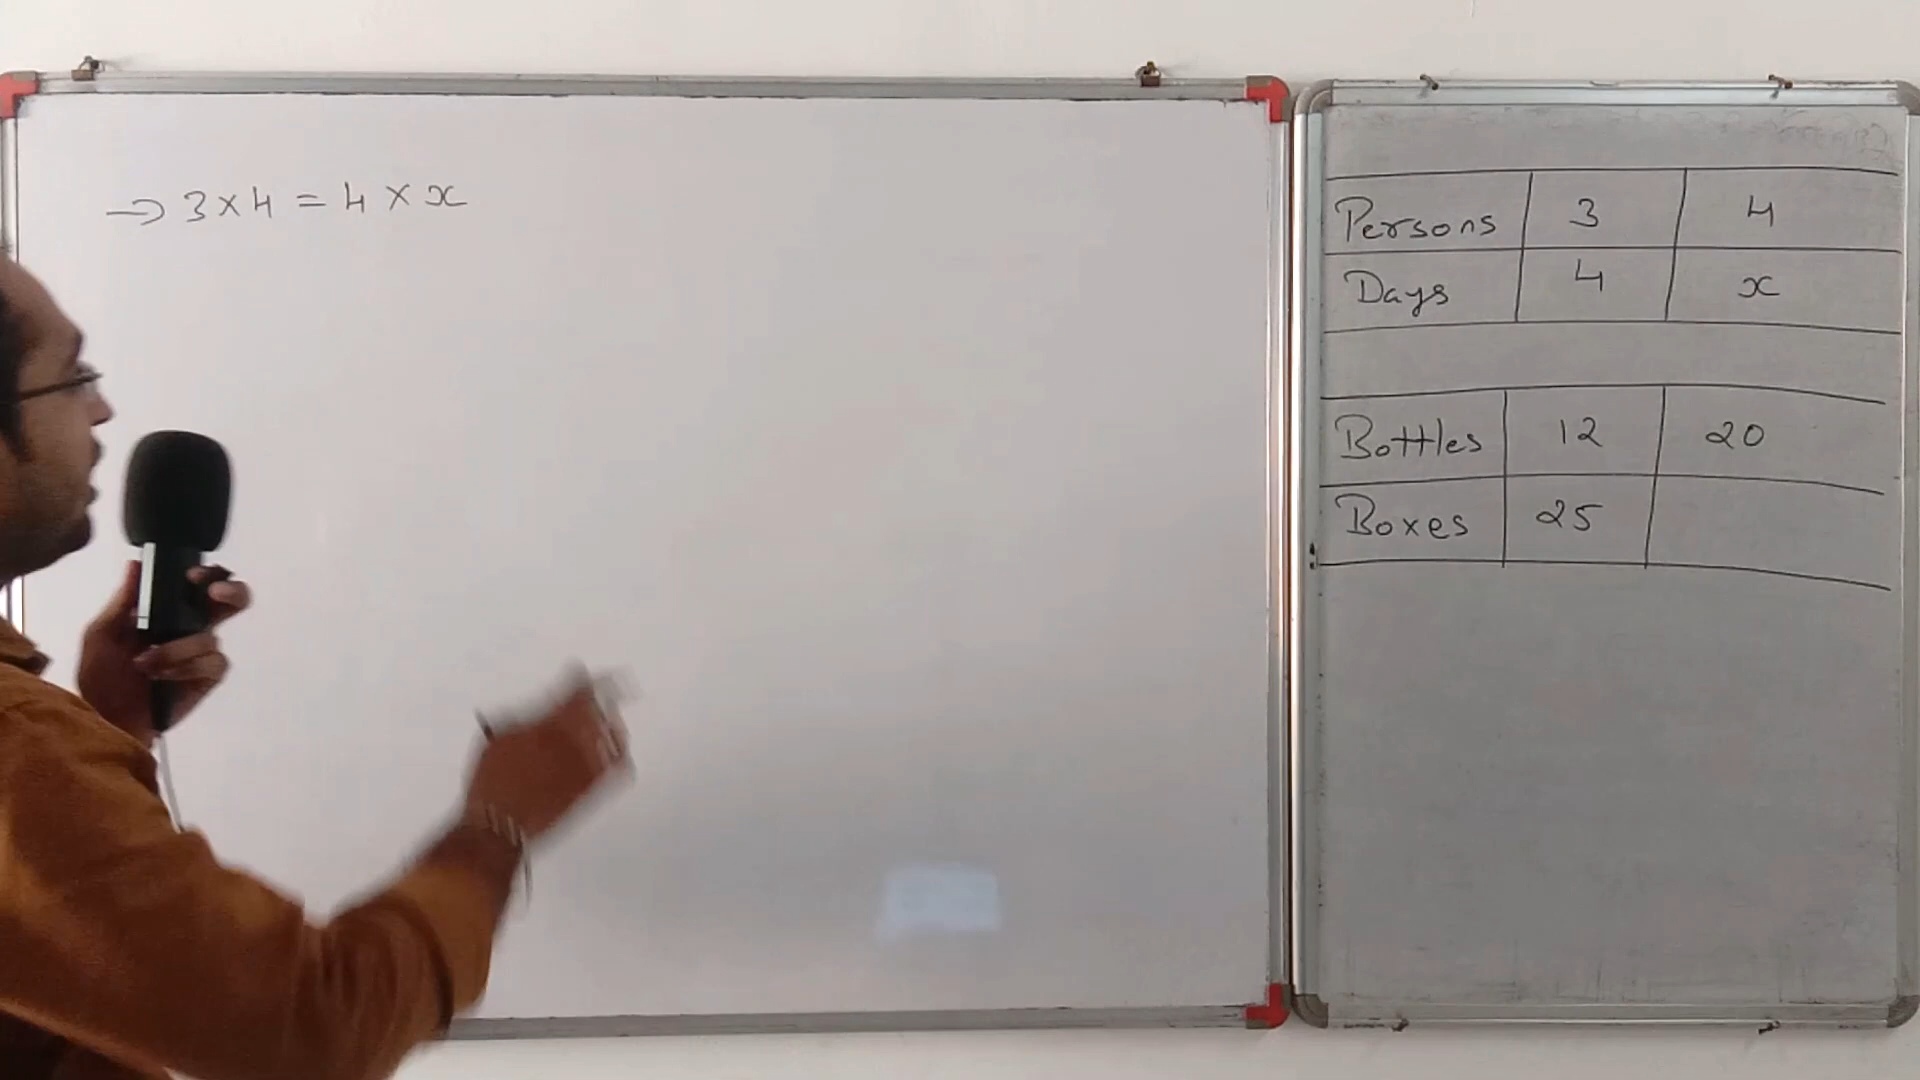 → 3 × 4 = 4 × x
Persons 3 4
Days 4 x
Bottles 12 20
Boxes 25